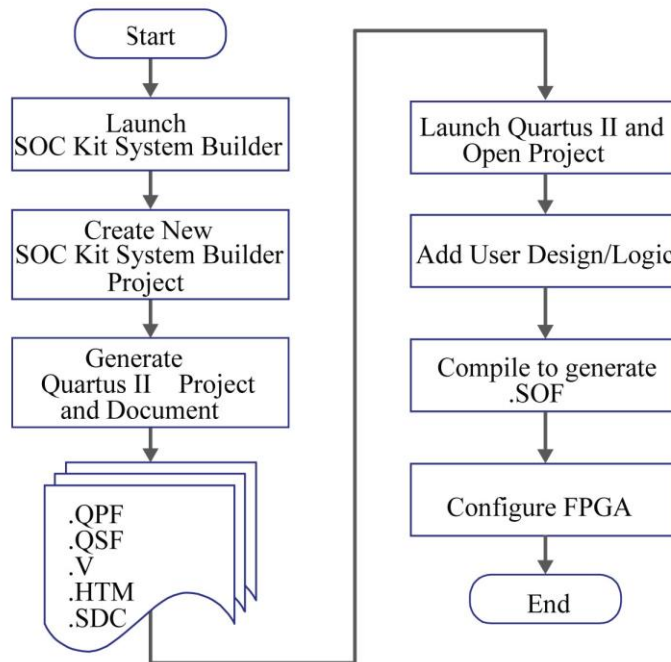 Start
Launch
SOC Kit System Builder
Create New
SOC Kit System Builder
Project
Generate
Quartus II Project
and Document
.QPF
.QSF
.V
.HTM
.SDC
Launch Quartus II and
Open Project
Add User Design/Logic
Compile to generate
.SOF
Configure FPGA
End